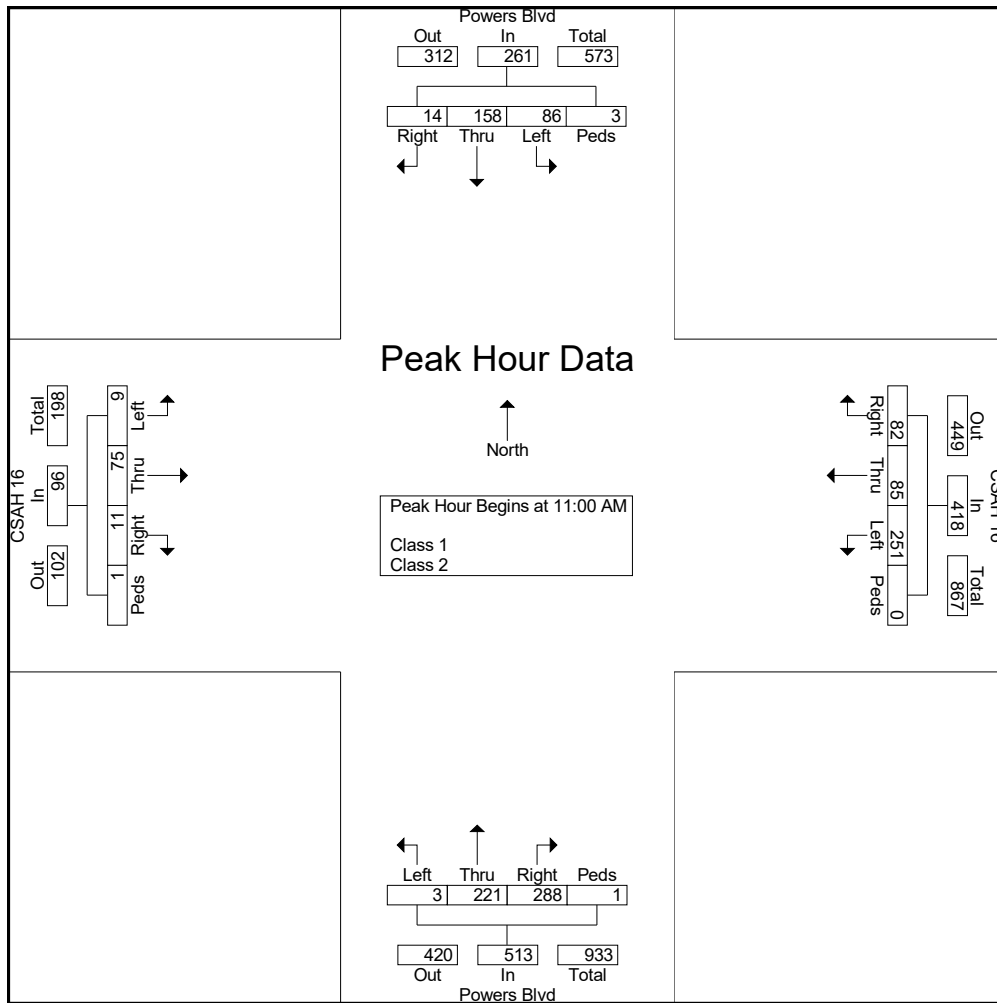 Powers Blvd
Out In Total
312 261 573
14 158 86 3
Right Thru Left Peds
Peak Hour Data
North
Peak Hour Begins at 11:00 AM
Class 1
Class 2
CSAH 16
Total In Out
198 96 102
9 75 11 1
Left Thru Right Peds
Right Thru Left Peds
82 85 251 0
Out In Total
449 418 867
CSAH 16
Left Thru Right Peds
3 221 288 1
420 513 933
Out In Total
Powers Blvd